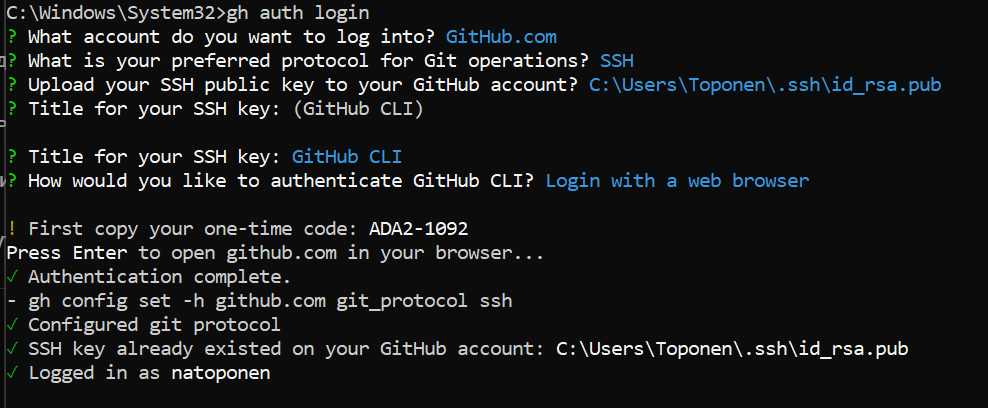 C:\Windows\System32>gh auth login
? What account do you want to log into? GitHub.com
? What is your preferred protocol for Git operations? SSH
? Upload your SSH public key to your GitHub account? C:\Users\Toponen\.ssh\id_rsa.pub
? Title for your SSH key: (GitHub CLI)
? Title for your SSH key: GitHub CLI
? How would you like to authenticate GitHub CLI? Login with a web browser
! First copy your one-time code: ADA2-1092
Press Enter to open github.com in your browser...
✓ Authentication complete.
- gh config set -h github.com git_protocol ssh
✓ Configured git protocol
✓ SSH key already existed on your GitHub account: C:\Users\Toponen\.ssh\id_rsa.pub
✓ Logged in as natoponen